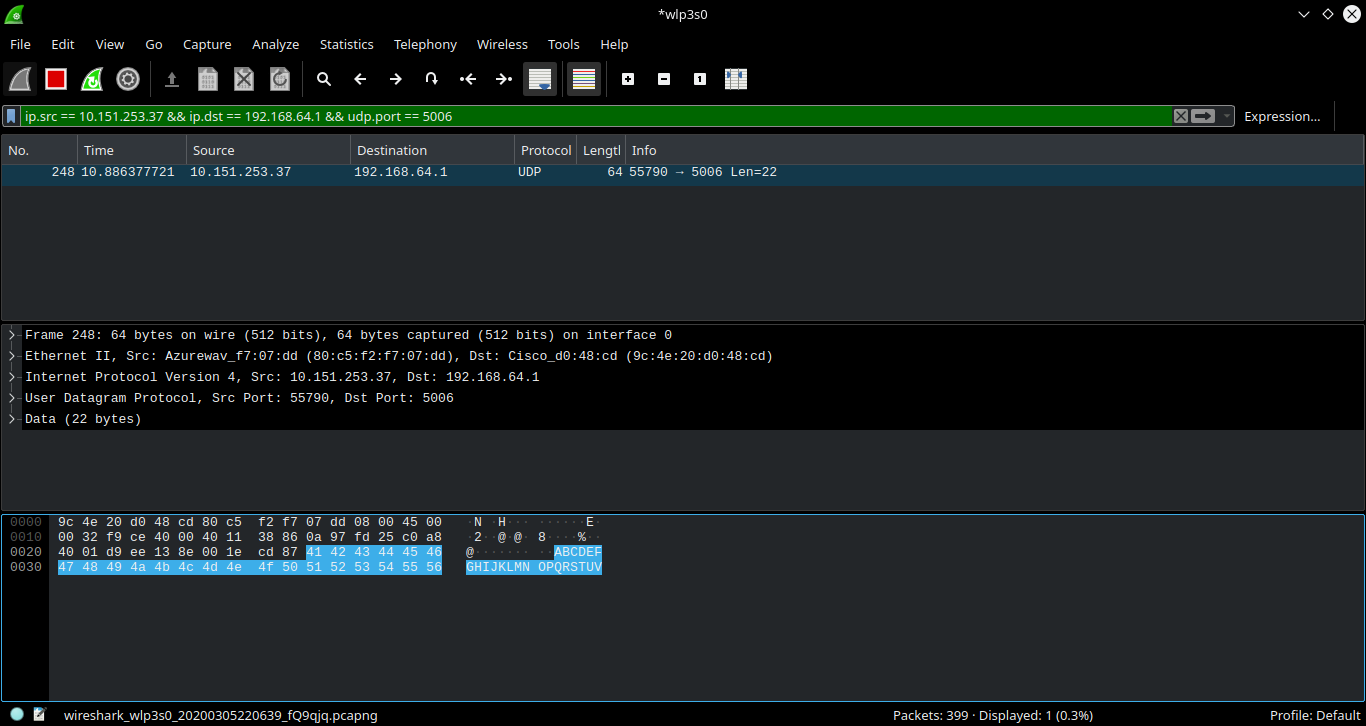 *wlp3s0
File Edit View Go Capture Analyze Statistics Telephony Wireless Tools Help
ip.src == 10.151.253.37 && ip.dst == 192.168.64.1 && udp.port == 5006 Expression...
No. Time Source Destination Protocol Lengtl Info
248 10.886377721 10.151.253.37 192.168.64.1 UDP 64 55790 → 5006 Len=22
Frame 248: 64 bytes on wire (512 bits), 64 bytes captured (512 bits) on interface 0
Ethernet II, Src: Azurewav_f7:07:dd (80:c5:f2:f7:07:dd), Dst: Cisco_d0:48:cd (9c:4e:20:d0:48:cd)
Internet Protocol Version 4, Src: 10.151.253.37, Dst: 192.168.64.1
User Datagram Protocol, Src Port: 55790, Dst Port: 5006
Data (22 bytes)
0000 9c 4e 20 d0 48 cd 80 c5 f2 f7 07 dd 08 00 45 00 ·N ·H··· ······E·
0010 00 32 f9 ce 40 00 40 11 38 86 0a 97 fd 25 c0 a8 ·2··@·@· 8····%··
0020 40 01 d9 ee 13 8e 00 1e cd 87 41 42 43 44 45 46 @······· ··ABCDEF
0030 47 48 49 4a 4b 4c 4d 4e 4f 50 51 52 53 54 55 56 GHIJKLMN OPQRSTUV
wireshark_wlp3s0_20200305220639_fQ9qjq.pcapng Packets: 399 · Displayed: 1 (0.3%) Profile: Default